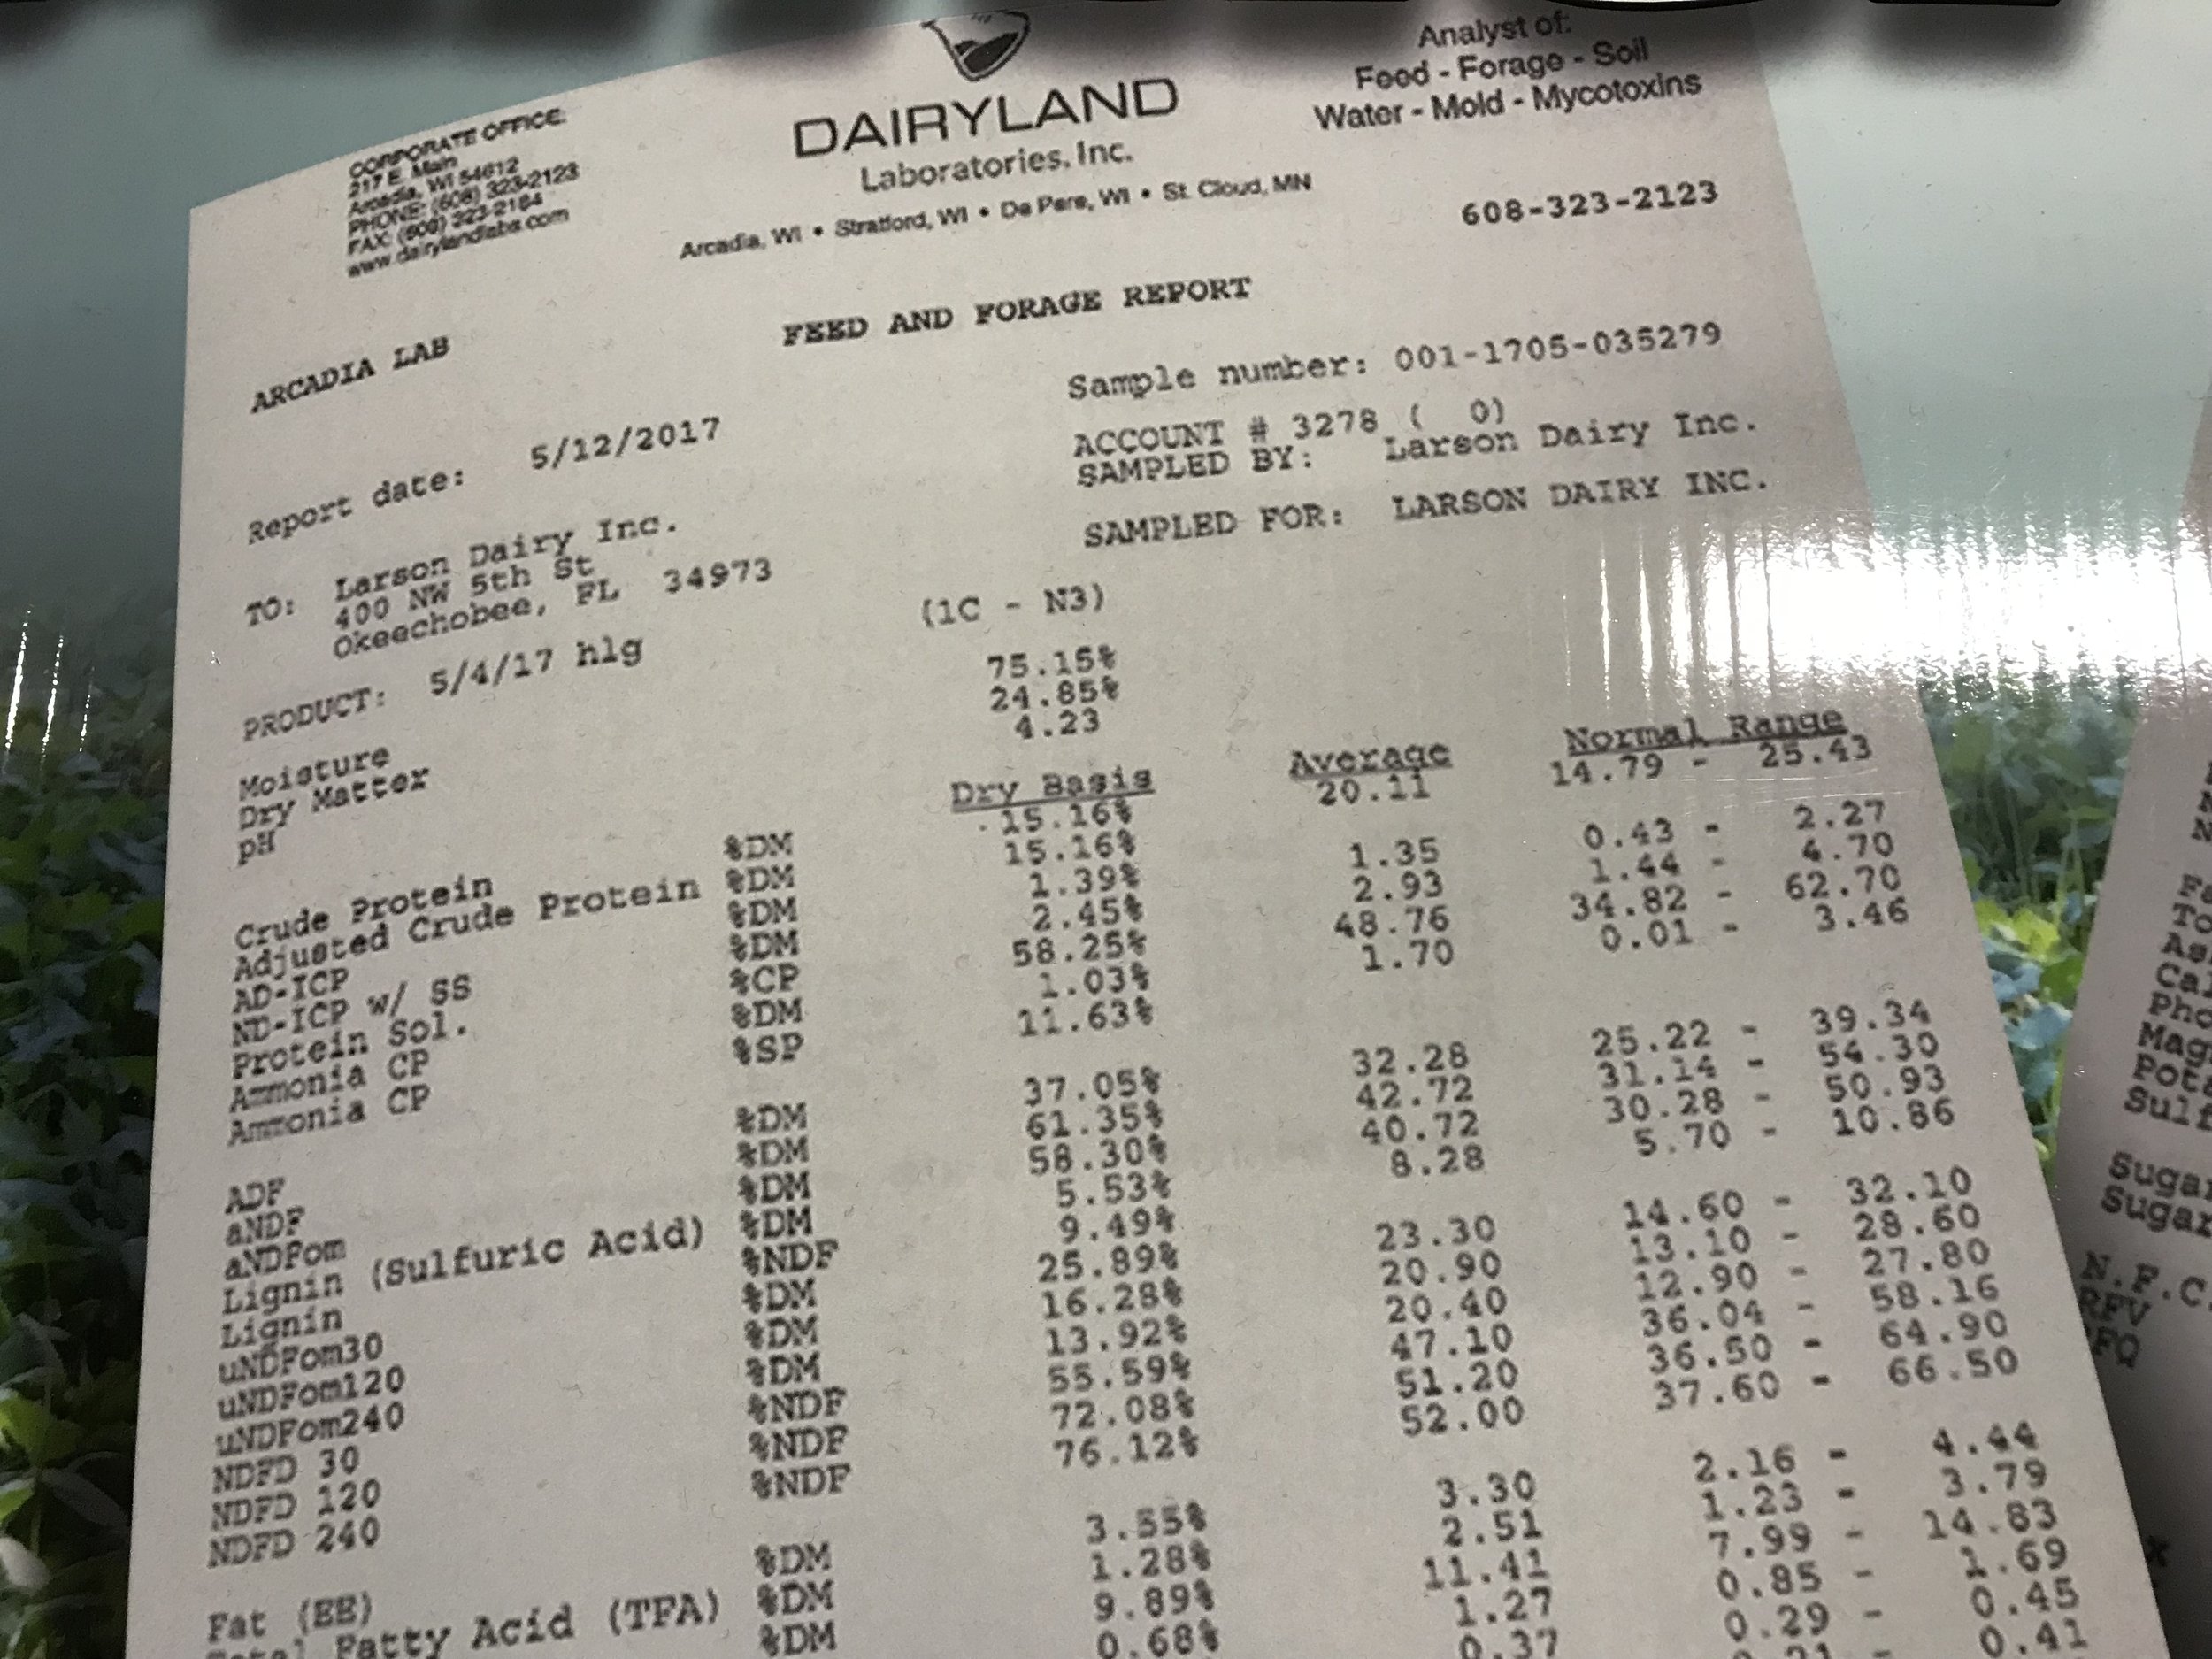 CORPORATE OFFICE:
217 E. Main
Arcadia, WI 54612
PHONE: (608) 323-2123
FAX: (608) 323-2184
www.dairylandlabs.com
DAIRYLAND
Laboratories, Inc.
Arcadia, WI • Stratford, WI • De Pere, WI • St. Cloud, MN
Analyst of:
Feed - Forage - Soil
Water - Mold - Mycotoxins
608-323-2123
FEED AND FORAGE REPORT
ARCADIA LAB
Sample number: 001-1705-035279
Report date: 5/12/2017
ACCOUNT # 3278 ( 0)
SAMPLED BY: Larson Dairy Inc.
SAMPLED FOR: LARSON DAIRY INC.
TO: Larson Dairy Inc.
400 NW 5th St
Okeechobee, FL 34973
PRODUCT: 5/4/17 hlg (1C - N3)
Moisture 75.15%
Dry Matter 24.85%
pH 4.23
Dry Basis Average Normal Range
Crude Protein %DM 15.16% 20.11 14.79 - 25.43
Adjusted Crude Protein %DM 15.16%
AD-ICP %DM 1.39% 1.35 0.43 - 2.27
ND-ICP w/ SS %DM 2.45% 2.93 1.44 - 4.70
Protein Sol. %CP 58.25% 48.76 34.82 - 62.70
Ammonia CP %DM 1.03% 1.70 0.01 - 3.46
Ammonia CP %SP 11.63%
ADF %DM 37.05% 32.28 25.22 - 39.34
aNDF %DM 61.35% 42.72 31.14 - 54.30
aNDFom %DM 58.30% 40.72 30.28 - 50.93
Lignin (Sulfuric Acid) %DM 5.53% 8.28 5.70 - 10.86
Lignin %NDF 9.49%
uNDFom30 %DM 25.89% 23.30 14.60 - 32.10
uNDFom120 %DM 16.28% 20.90 13.10 - 28.60
uNDFom240 %DM 13.92% 20.40 12.90 - 27.80
NDFD 30 %NDF 55.59% 47.10 36.04 - 58.16
NDFD 120 %NDF 72.08% 51.20 36.50 - 64.90
NDFD 240 %NDF 76.12% 52.00 37.60 - 66.50
Fat (EE) %DM 3.55% 3.30 2.16 - 4.44
Fatty Acid (TFA) %DM 1.28% 2.51 1.23 - 3.79
%DM 9.89% 11.41 7.99 - 14.83
0.68% 1.27 0.85 - 1.69
0.37 0.29 - 0.45
0.41
Sugar
Sugar
N.F.C
RFV